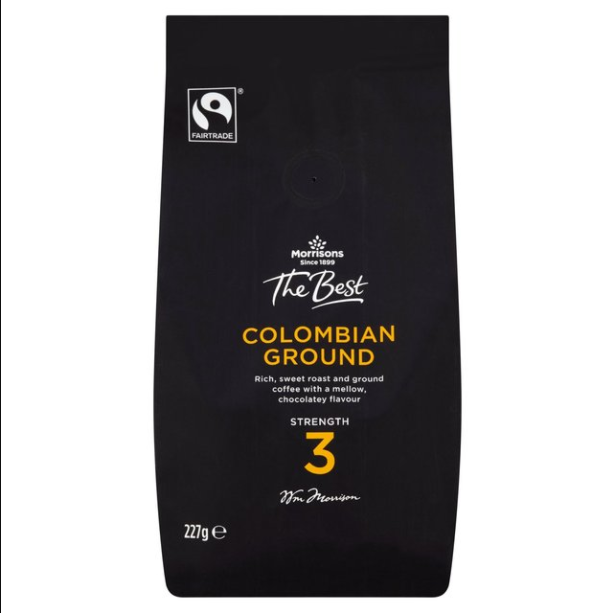 FAIRTRADE
®
Morrisons
Since 1899
The Best
COLOMBIAN
GROUND
Rich, sweet roast and ground
coffee with a mellow,
chocolatey flavour
STRENGTH
3
Wm Morrison
227g ℮